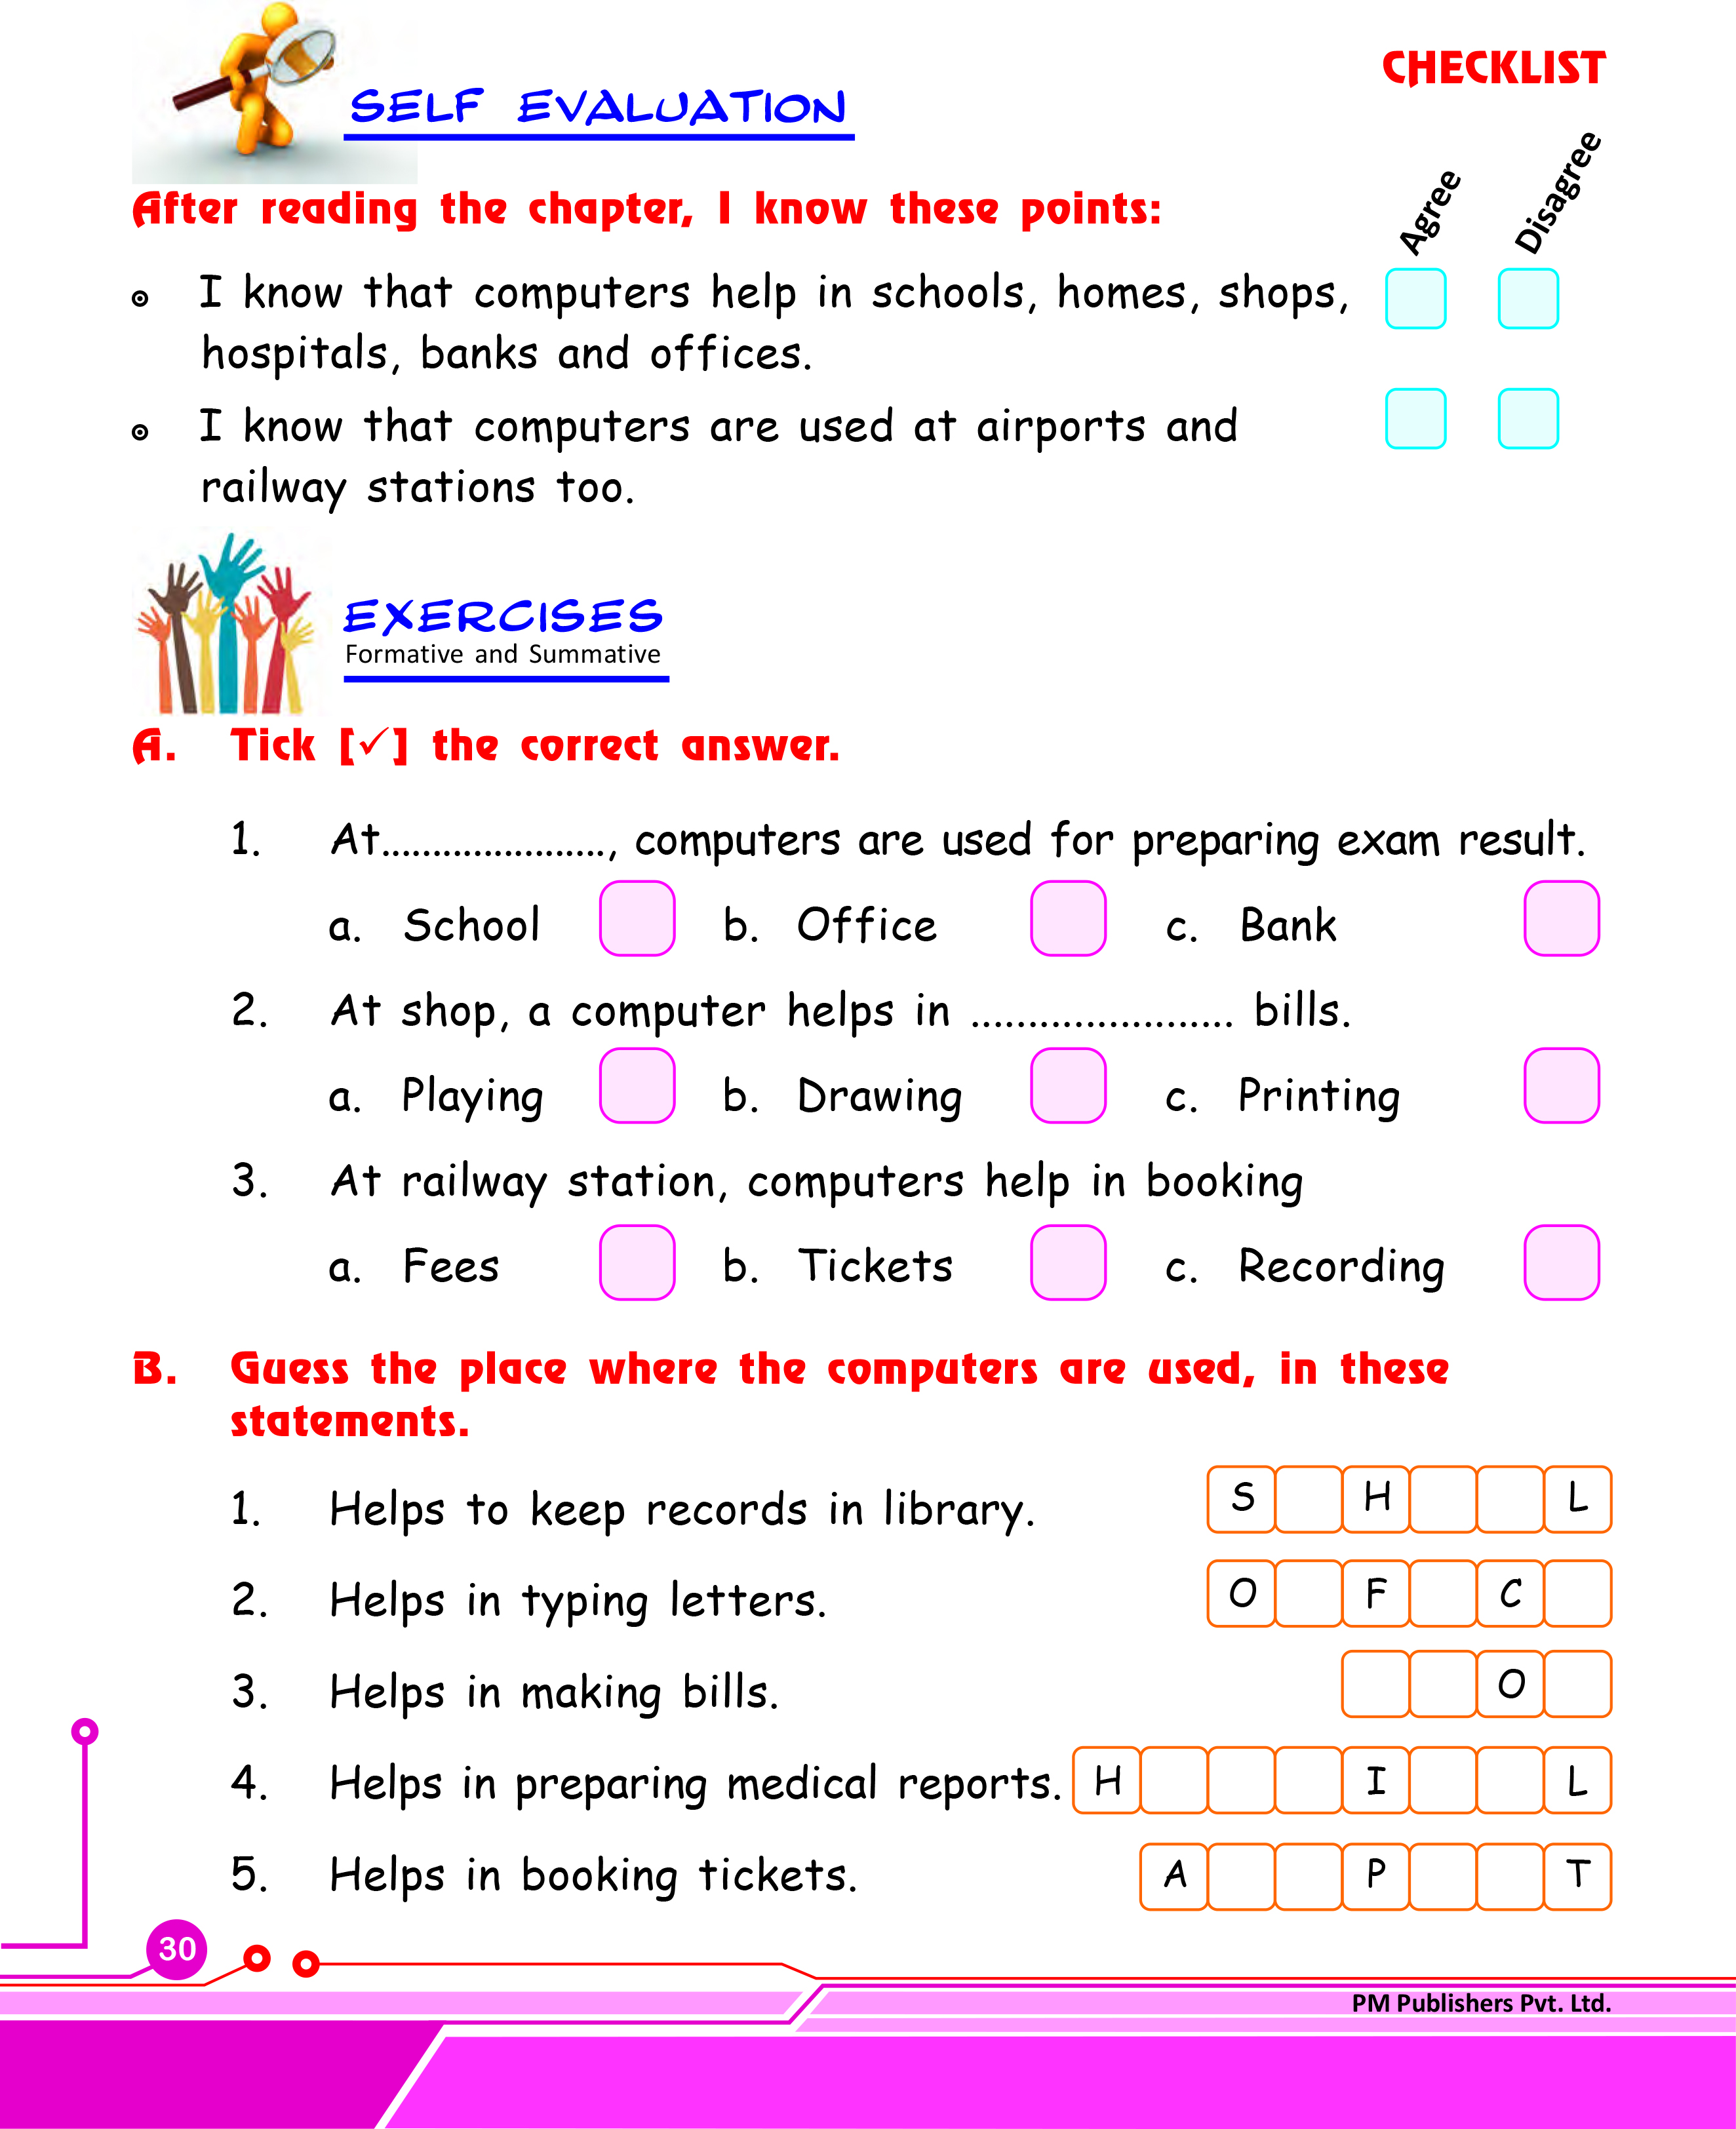 CHECKLIST
SELF EVALUATION
Agree
Disagree
After reading the chapter, I know these points:
I know that computers help in schools, homes, shops,
hospitals, banks and offices.
I know that computers are used at airports and
railway stations too.
EXERCISES
Formative and Summative
A. Tick [✓] the correct answer.
1. At......................, computers are used for preparing exam result.
a. School b. Office c. Bank
2. At shop, a computer helps in ....................... bills.
a. Playing b. Drawing c. Printing
3. At railway station, computers help in booking
a. Fees b. Tickets c. Recording
B. Guess the place where the computers are used, in these
statements.
1. Helps to keep records in library. S H L
2. Helps in typing letters. O F C
3. Helps in making bills. O
4. Helps in preparing medical reports. H I L
5. Helps in booking tickets. A P T
30
PM Publishers Pvt. Ltd.